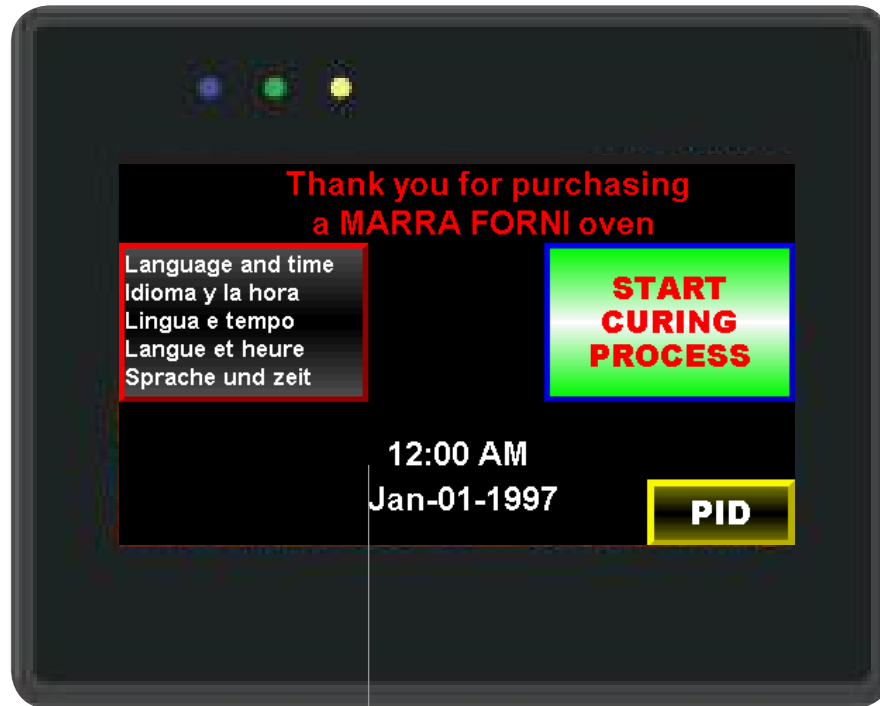 Thank you for purchasing
a MARRA FORNI oven
Language and time
Idioma y la hora
Lingua e tempo
Langue et heure
Sprache und zeit
START
CURING
PROCESS
12:00 AM
Jan-01-1997
PID